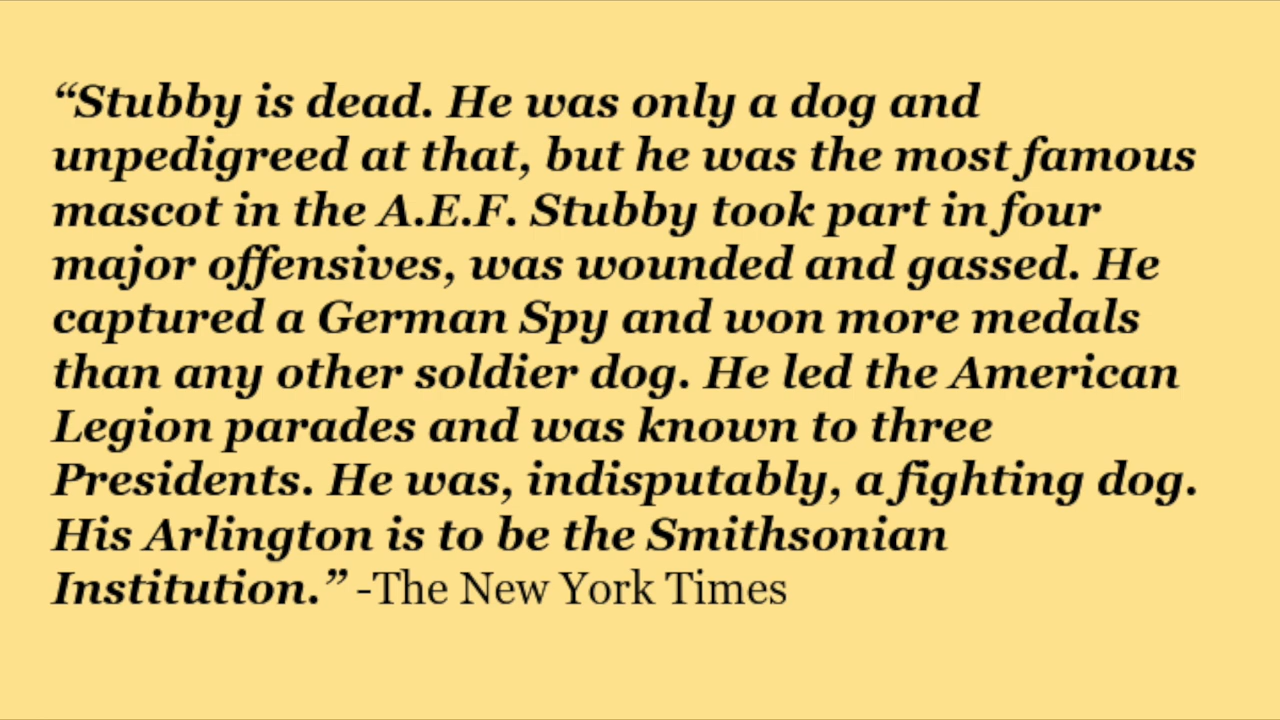 “Stubby is dead. He was only a dog and
unpedigreed at that, but he was the most famous
mascot in the A.E.F. Stubby took part in four
major offensives, was wounded and gassed. He
captured a German Spy and won more medals
than any other soldier dog. He led the American
Legion parades and was known to three
Presidents. He was, indisputably, a fighting dog.
His Arlington is to be the Smithsonian
Institution.” -The New York Times